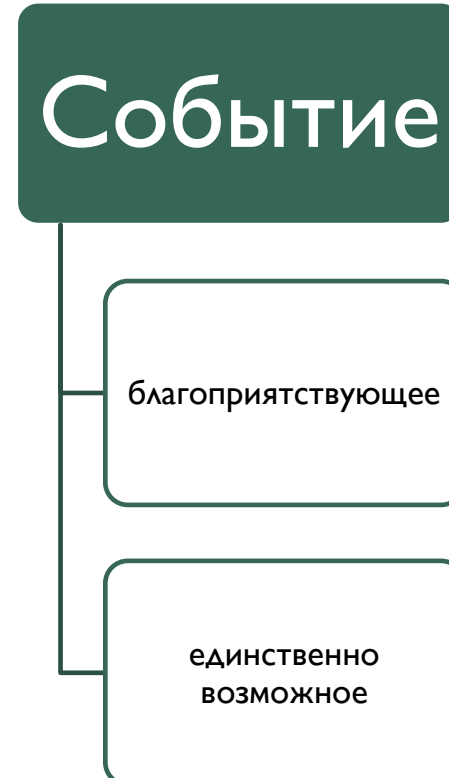 Событие
благоприятствующее
единственно
возможное